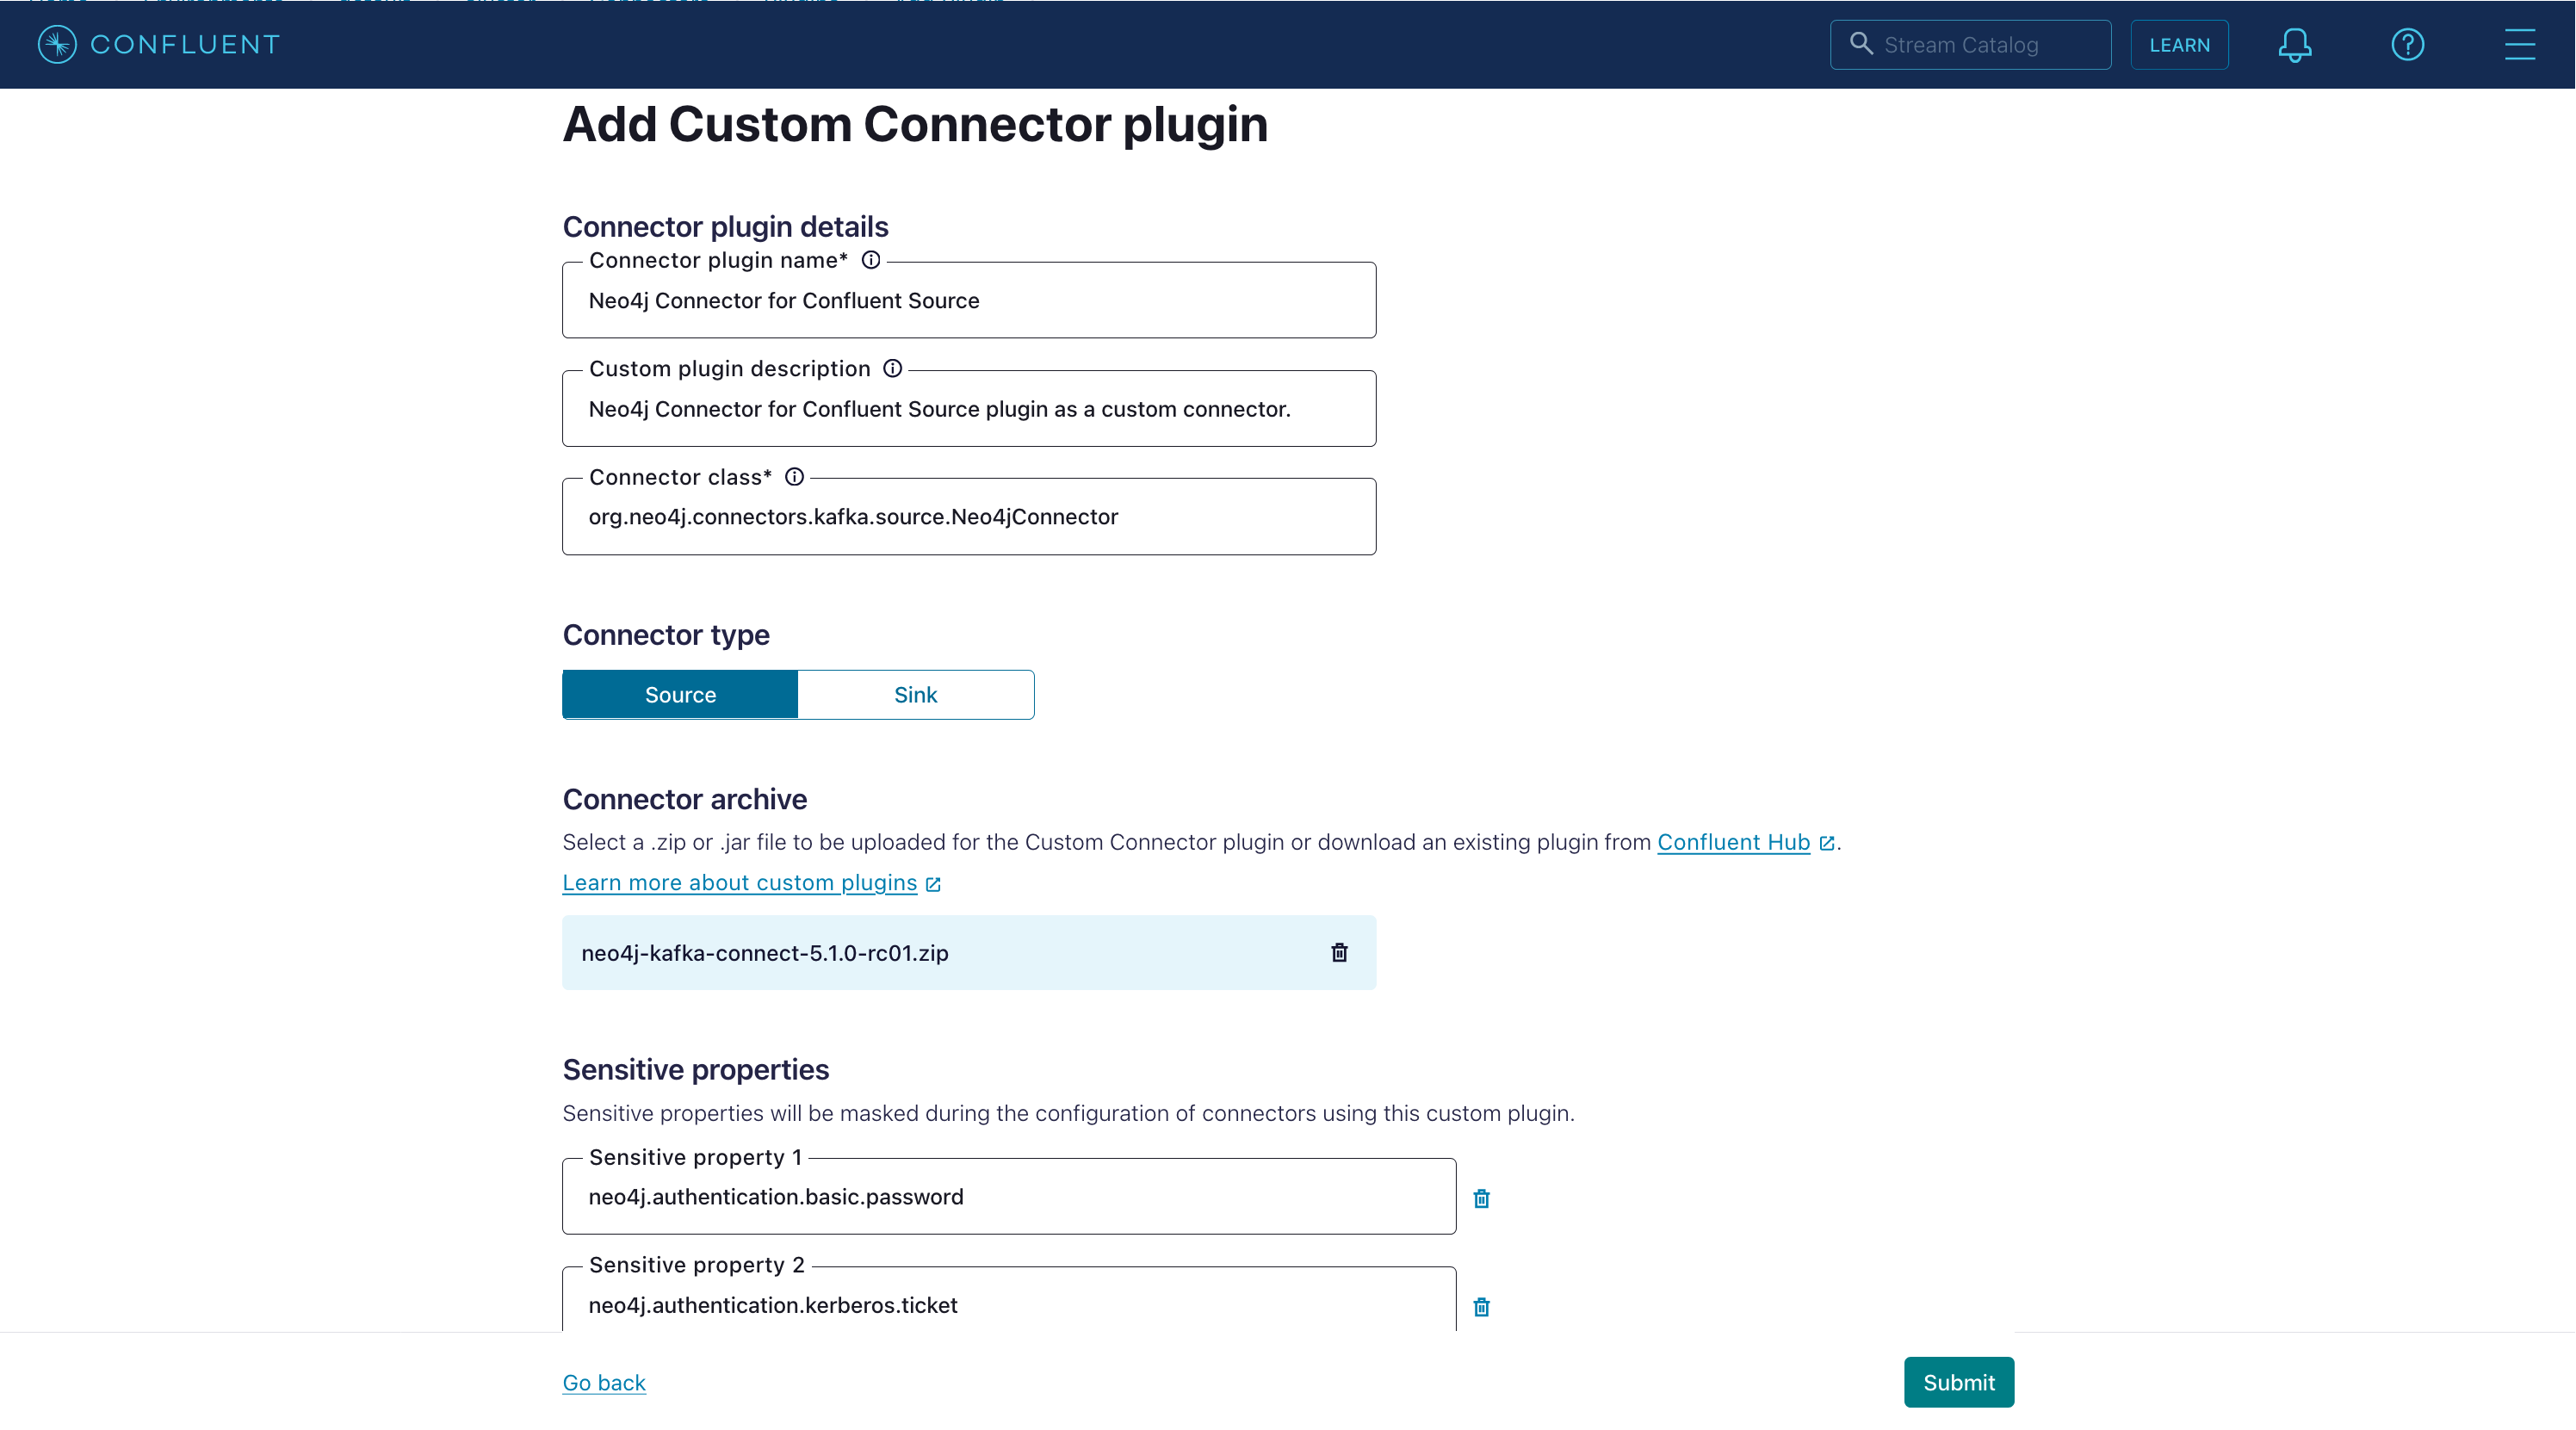 CONFLUENT
Stream Catalog
LEARN
Add Custom Connector plugin
Connector plugin details
Connector plugin name*
Neo4j Connector for Confluent Source
Custom plugin description
Neo4j Connector for Confluent Source plugin as a custom connector.
Connector class*
org.neo4j.connectors.kafka.source.Neo4jConnector
Connector type
Source
Sink
Connector archive
Select a .zip or .jar file to be uploaded for the Custom Connector plugin or download an existing plugin from Confluent Hub.
Learn more about custom plugins
neo4j-kafka-connect-5.1.0-rc01.zip
Sensitive properties
Sensitive properties will be masked during the configuration of connectors using this custom plugin.
Sensitive property 1
neo4j.authentication.basic.password
Sensitive property 2
neo4j.authentication.kerberos.ticket
Go back
Submit